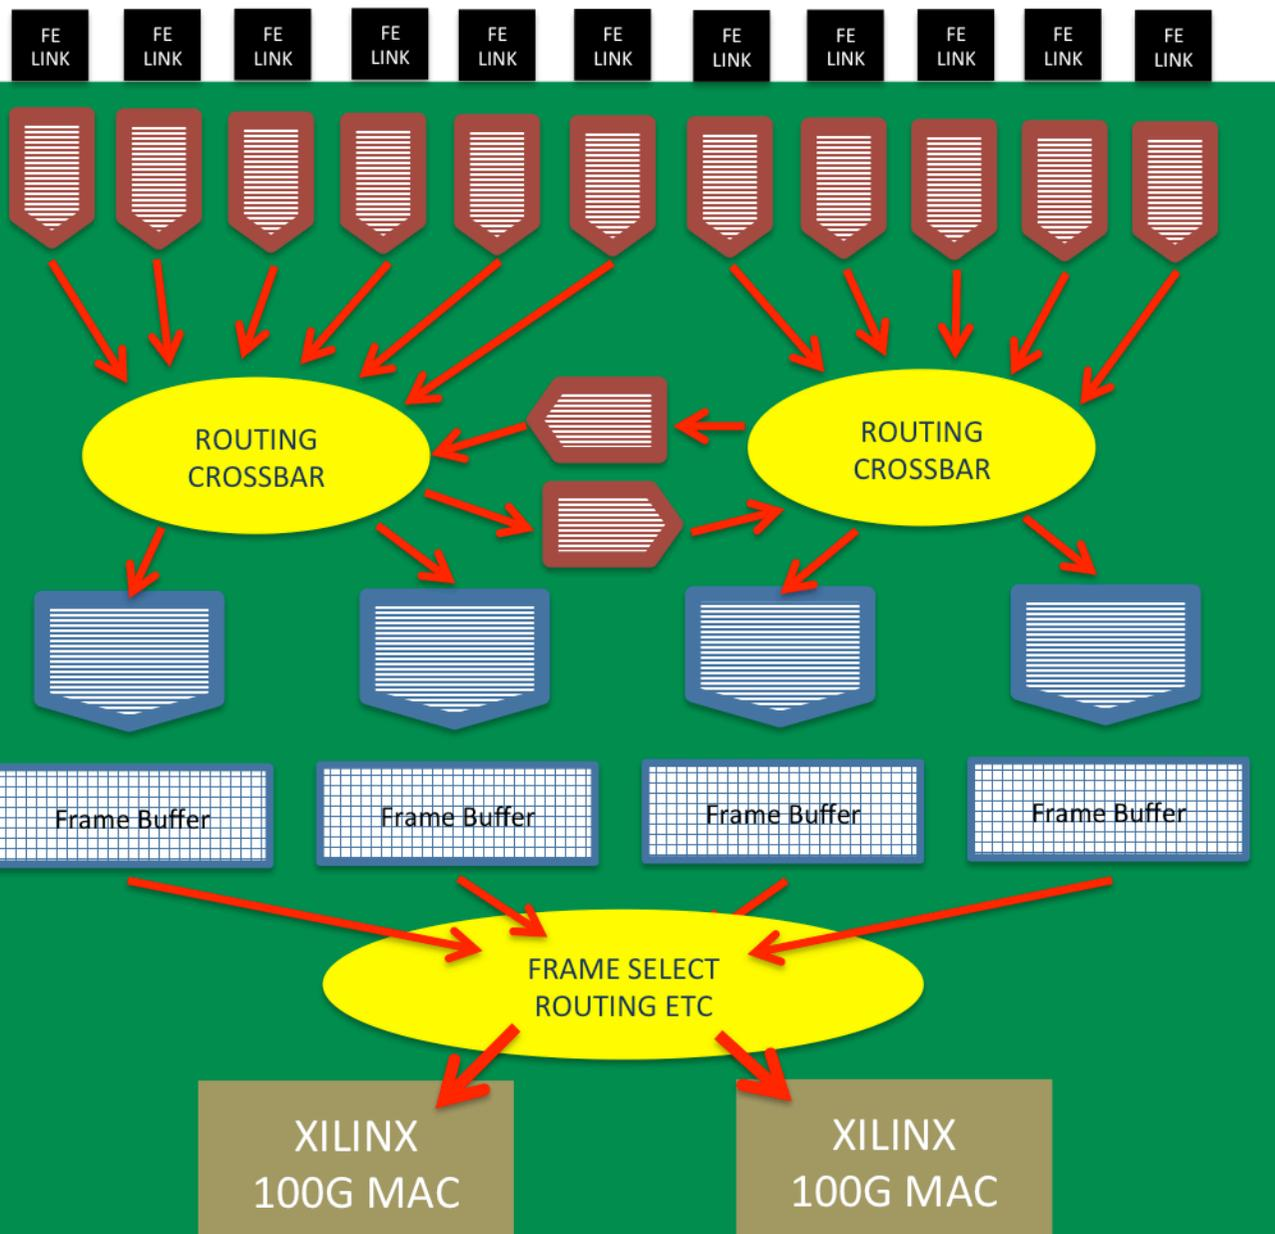 FE
LINK
FE
LINK
FE
LINK
FE
LINK
FE
LINK
FE
LINK
FE
LINK
FE
LINK
FE
LINK
FE
LINK
FE
LINK
ROUTING
CROSSBAR
ROUTING
CROSSBAR
Frame Buffer
Frame Buffer
Frame Buffer
Frame Buffer
FRAME SELECT
ROUTING ETC
XILINX
100G MAC
XILINX
100G MAC